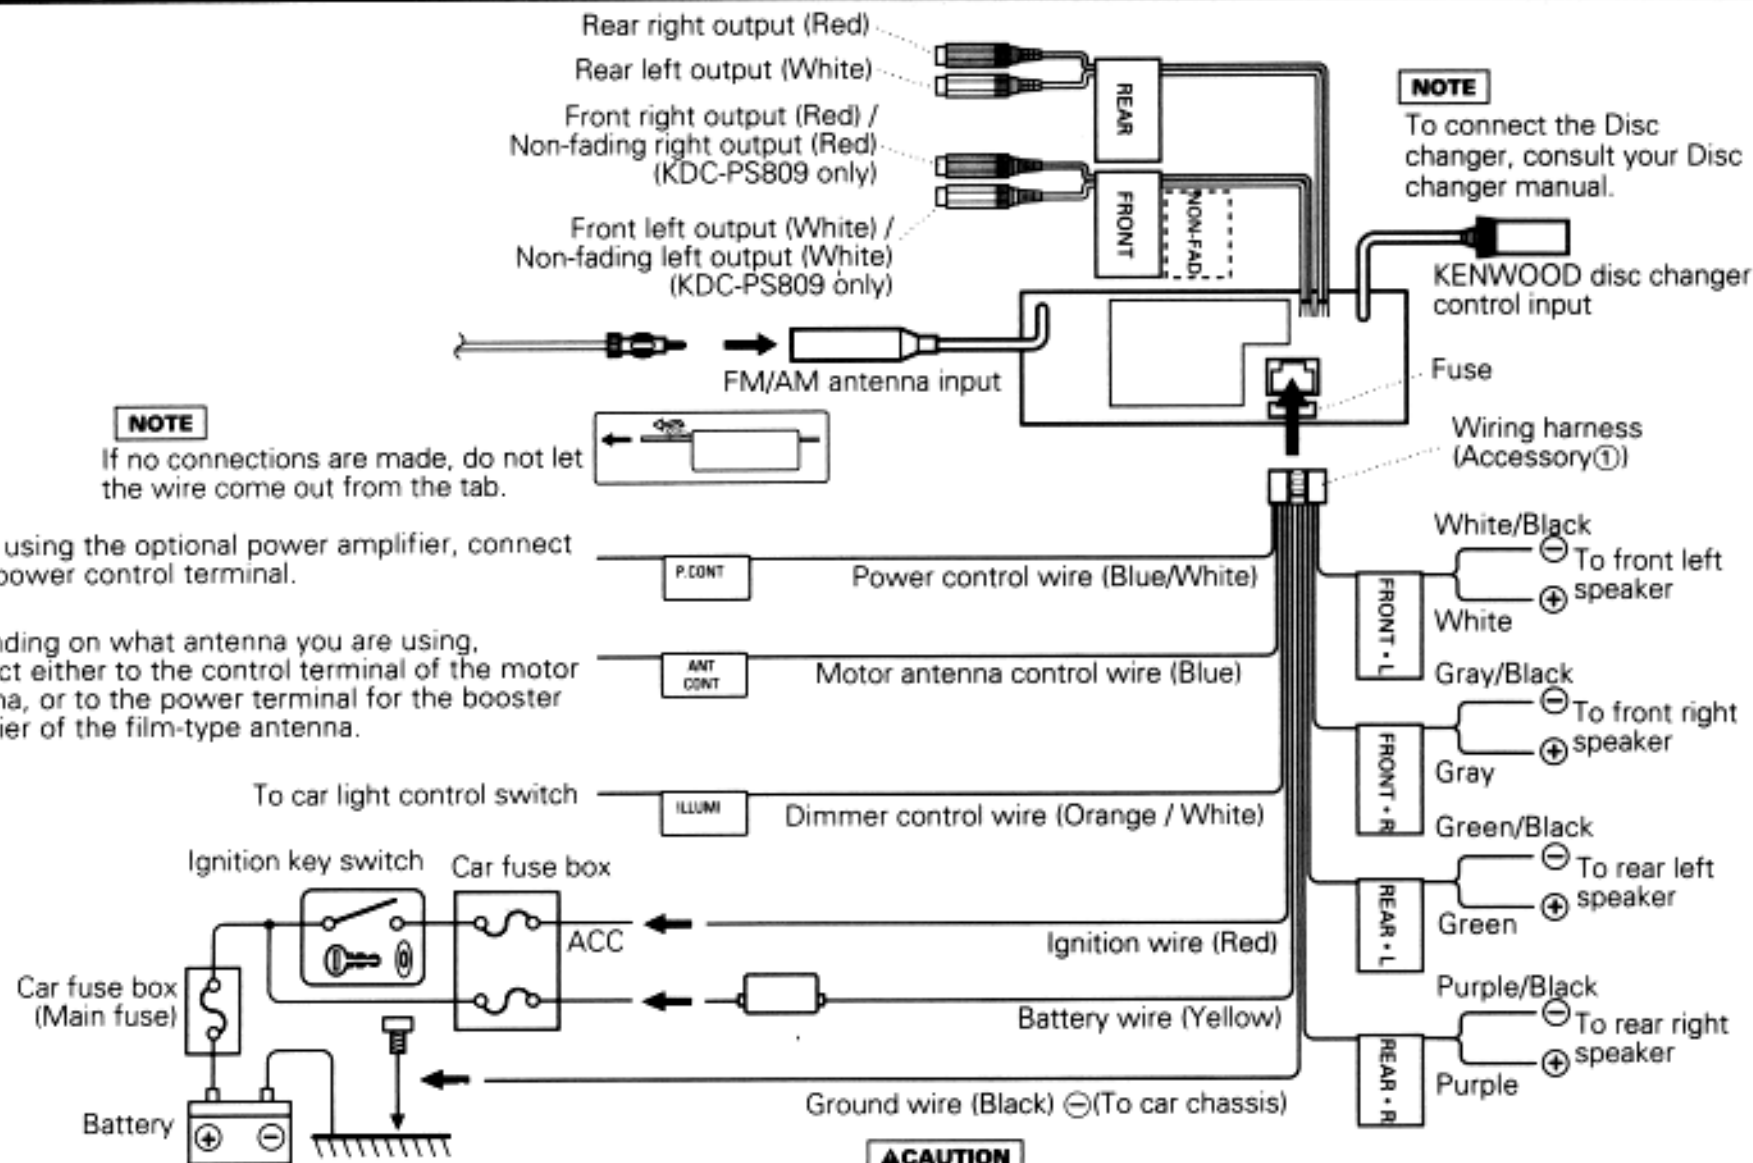 Rear right output (Red)
Rear left output (White)
Front right output (Red) /
Non-fading right output (Red)
(KDC-PS809 only)
Front left output (White) /
Non-fading left output (White)
(KDC-PS809 only)
REAR
FRONT
NON-FAD.
NOTE
To connect the Disc
changer, consult your Disc
changer manual.
KENWOOD disc changer
control input
FM/AM antenna input
Fuse
Wiring harness
(Accessory①)
NOTE
If no connections are made, do not let
the wire come out from the tab.
using the optional power amplifier, connect
power control terminal.
P.CONT
Power control wire (Blue/White)
nding on what antenna you are using,
ct either to the control terminal of the motor
na, or to the power terminal for the booster
ier of the film-type antenna.
ANT
CONT
Motor antenna control wire (Blue)
To car light control switch
ILLUMI
Dimmer control wire (Orange / White)
Ignition key switch
Car fuse box
ACC
Ignition wire (Red)
Car fuse box
(Main fuse)
Battery wire (Yellow)
Ground wire (Black) ⊖(To car chassis)
Battery
⊕ ⊖
White/Black
⊖ To front left
⊕ speaker
White
FRONT • L
Gray/Black
⊖ To front right
⊕ speaker
Gray
FRONT • R
Green/Black
⊖ To rear left
⊕ speaker
Green
REAR • L
Purple/Black
⊖ To rear right
⊕ speaker
Purple
REAR • R
▲CAUTION